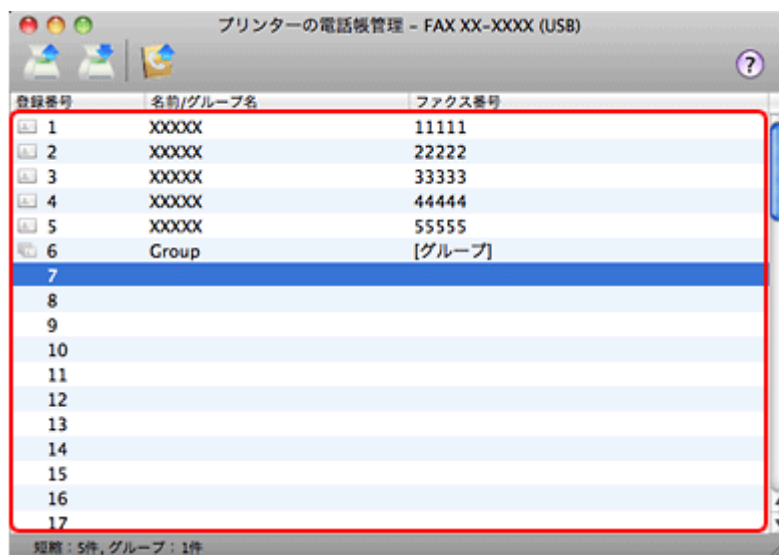 プリンターの電話帳管理 – FAX XX-XXXX (USB)
?
登録番号 名前/グループ名 ファクス番号
1 XXXXX 11111
2 XXXXX 22222
3 XXXXX 33333
4 XXXXX 44444
5 XXXXX 55555
6 Group [グループ]
7
8
9
10
11
12
13
14
15
16
17
短縮：5件, グループ：1件